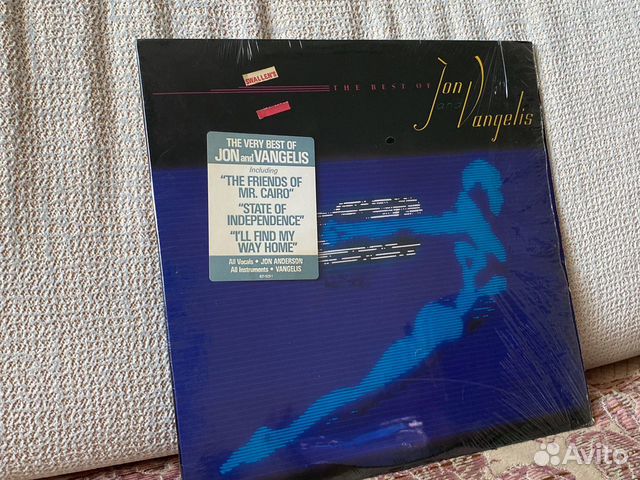 SWALLEN'S
THE BEST OF
Jon
and
Vangelis
THE VERY BEST OF
JON and VANGELIS
Including
"THE FRIENDS OF
MR. CAIRO"
"STATE OF
INDEPENDENCE"
"I'LL FIND MY
WAY HOME"
All Vocals • JON ANDERSON
All Instruments • VANGELIS
Avito